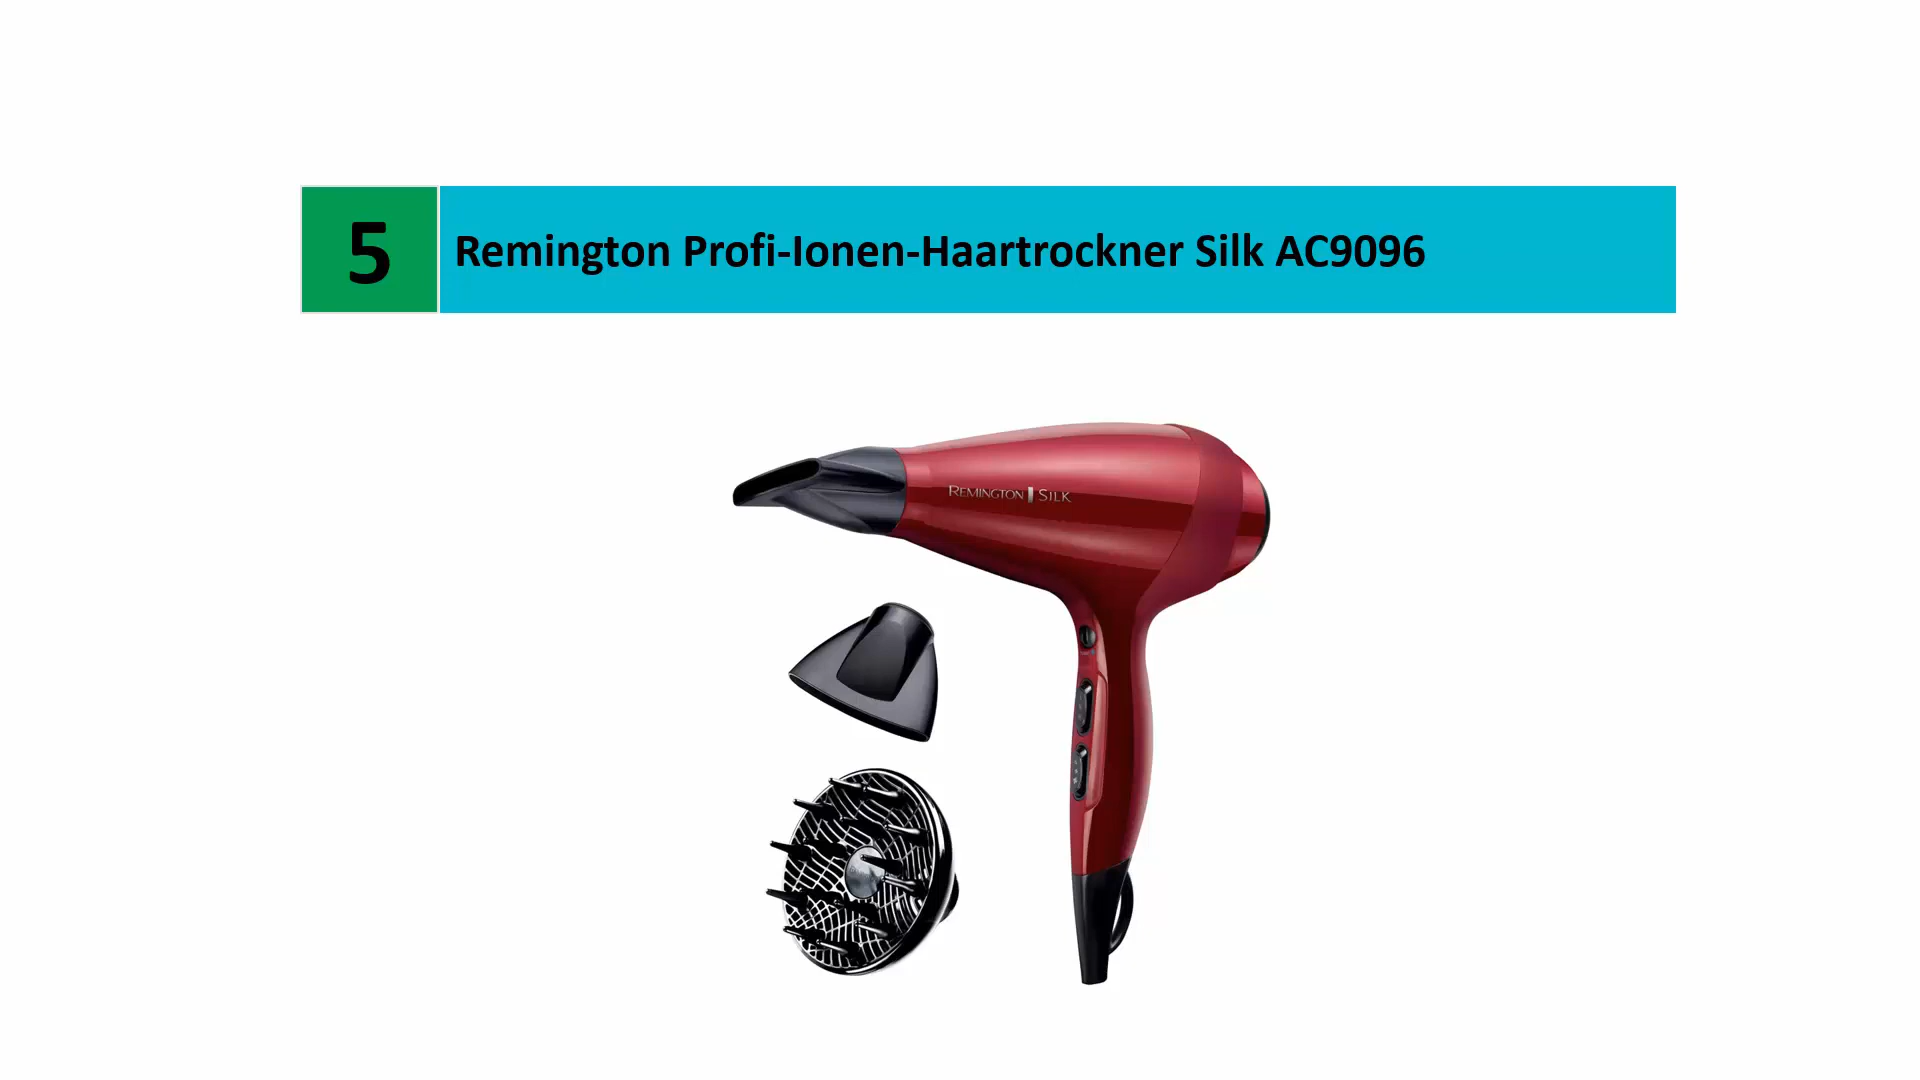 5
Remington Profi-Ionen-Haartrockner Silk AC9096
REMINGTON SILK